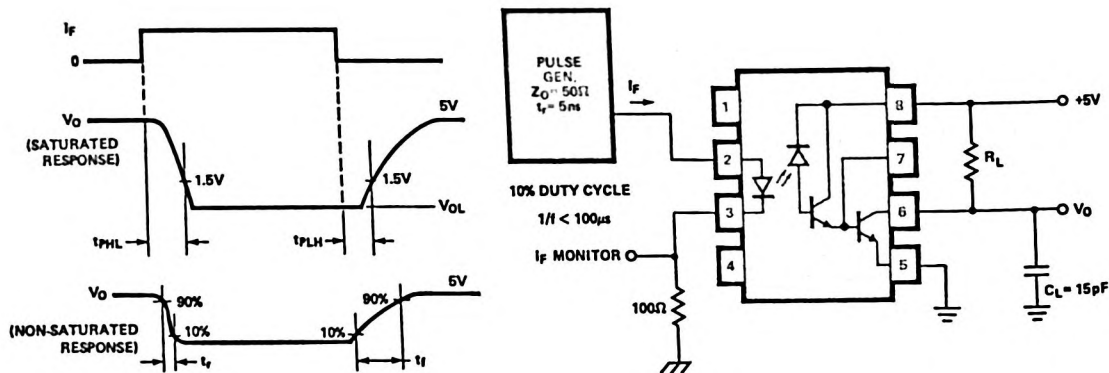 IF
0
VO
(SATURATED
RESPONSE)
5V
1.5V
VOL
tPHL
tPLH
VO
(NON-SATURATED
RESPONSE)
90%
10%
tr
90%
10%
5V
tf
PULSE
GEN.
ZO = 50Ω
tr = 5ns
IF
10% DUTY CYCLE
1/f < 100µs
IF MONITOR
100Ω
1
2
3
4
8
7
6
5
+5V
RL
VO
CL = 15pF